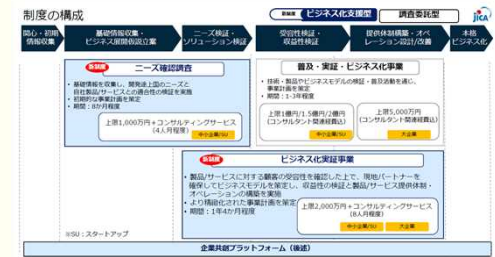 制度の構成
新制度 ビジネス化支援型
調査委託型
JICA
関心・初期
情報収集
基礎情報収集・
ビジネス展開仮説立案
ニーズ検証・
ソリューション検証
受容性検証・
収益性検証
提供体制構築・オペ
レーション設計/改善
本格
ビジネス化
新制度
ニーズ確認調査
・ 基礎情報を収集し、開発途上国のニーズと
自社製品/サービスとの適合性の検証を実施
・ 初期的な事業計画を策定
・ 期間：8か月程度
上限1,000万円+コンサルティングサービス
(4人月程度)
中小企業/SU
普及・実証・ビジネス化事業
・ 技術・製品やビジネスモデルの検証・普及活動を通じ、
事業計画を策定
・ 期間：1-3年程度
上限1億円/1.5億円/2億円
(コンサルタント関連経費込)
中小企業/SU
上限5,000万円
(コンサルタント関連経費込)
大企業
新制度
ビジネス化実証事業
・ 製品/サービスに対する顧客の受容性を確認した上で、現地パートナーを
確保してビジネスモデルを策定し、収益性の検証と製品/サービス提供体制・
オペレーションの構築を実施
・ より精緻化された事業計画を策定
・ 期間：1年4か月程度
上限2,000万円+コンサルティングサービス
(8人月程度)
中小企業/SU
大企業
※SU：スタートアップ
企業共創プラットフォーム（後述）